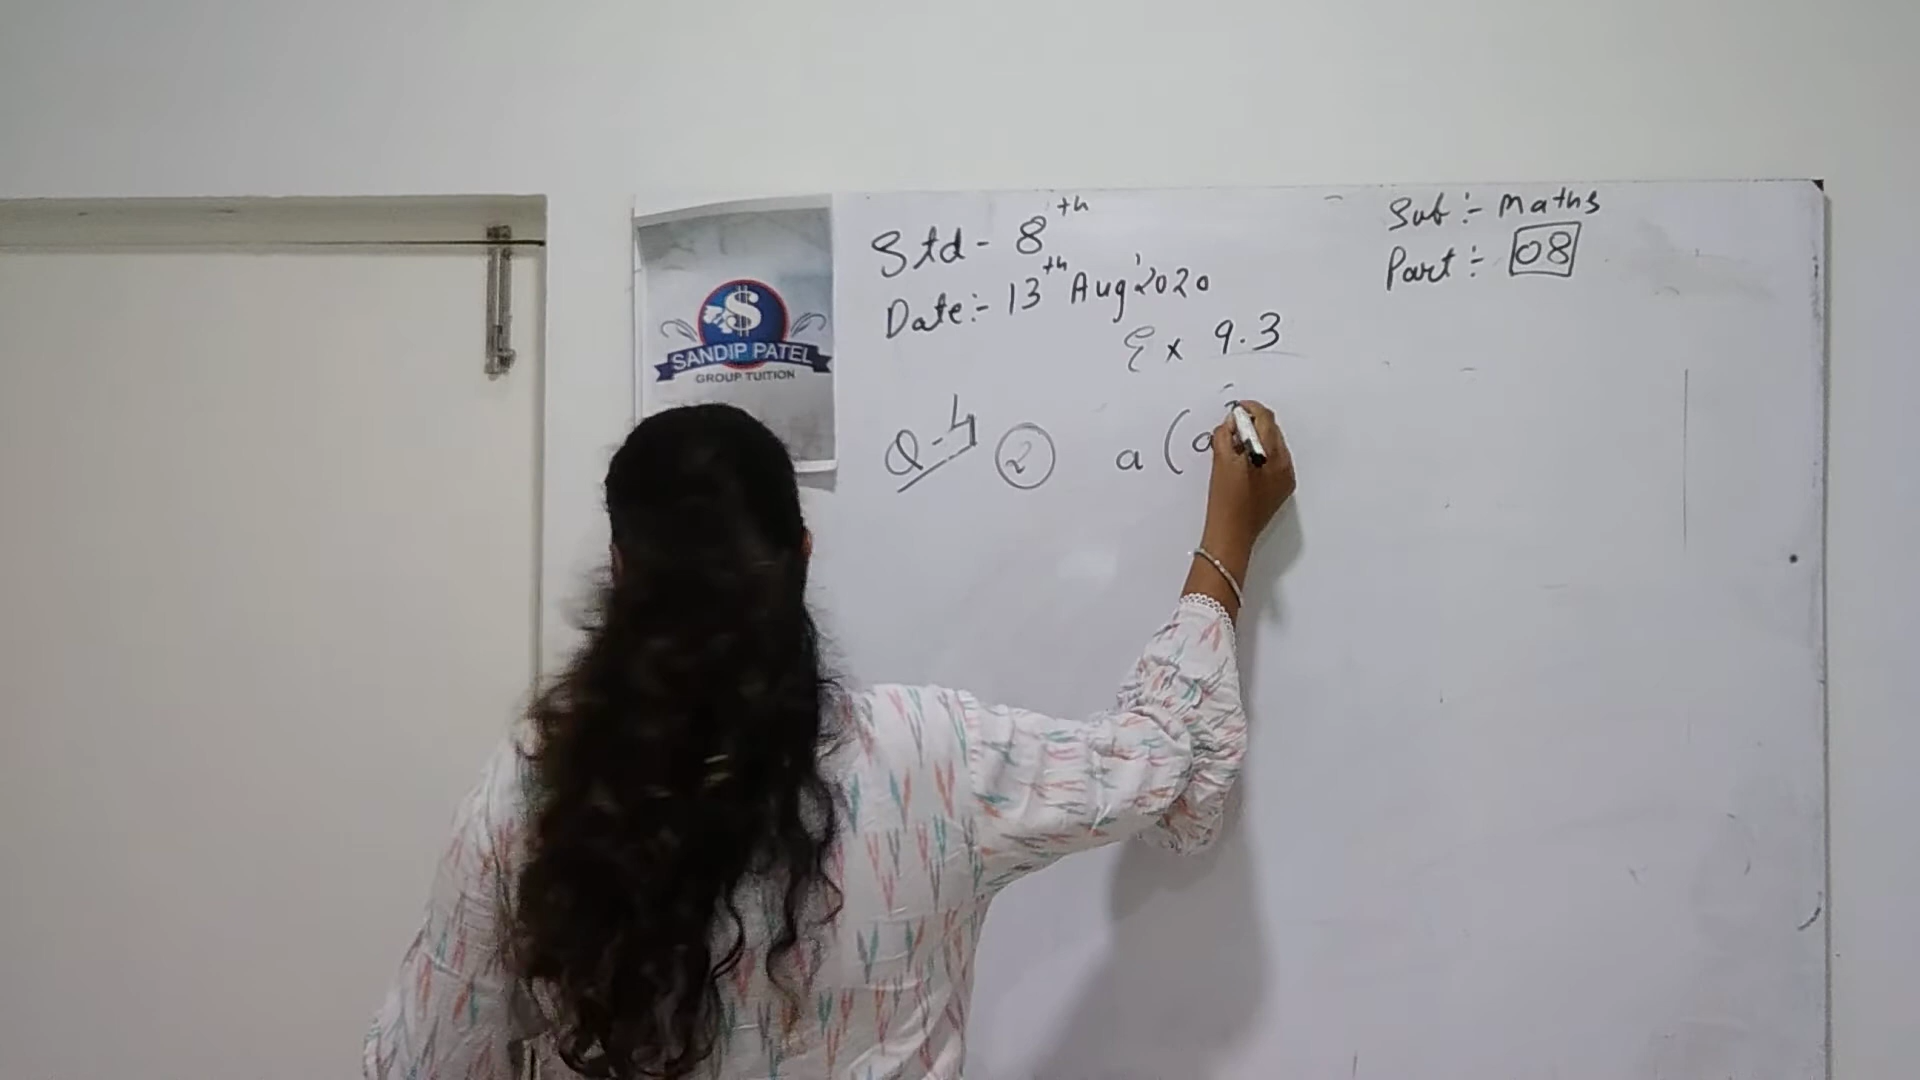 Std - 8th
Sub :- Maths
Date :- 13th Aug'2020
Part :- 08
Ex 9.3
Q-4 2 a (a
$
SANDIP PATEL
GROUP TUITION